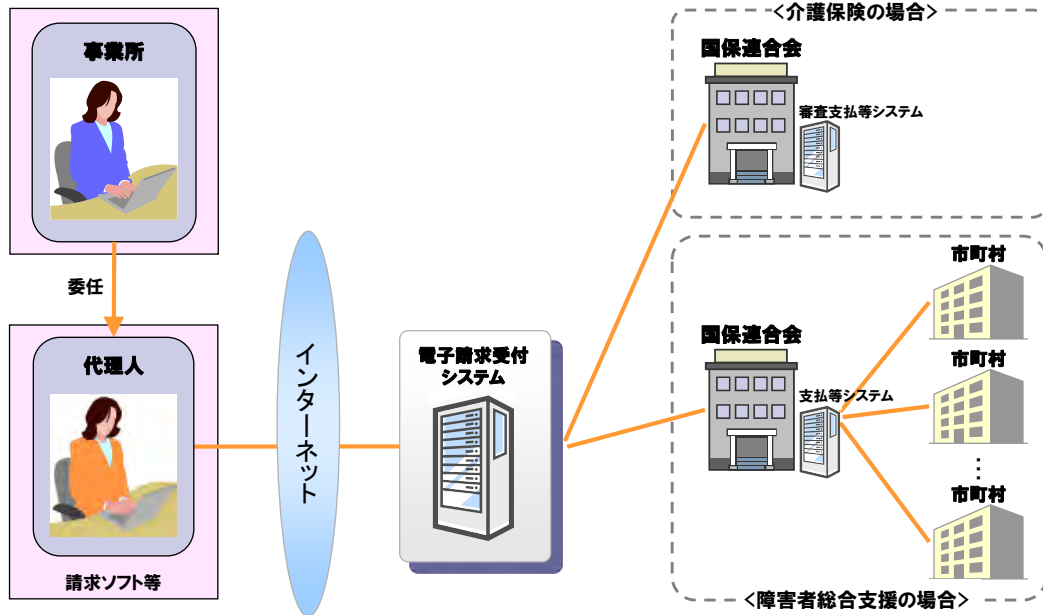 事業所
委任
代理人
請求ソフト等
インターネット
電子請求受付
システム
<介護保険の場合>
国保連合会
審査支払等システム
国保連合会
支払等システム
市町村
市町村
⋮
市町村
<障害者総合支援の場合>